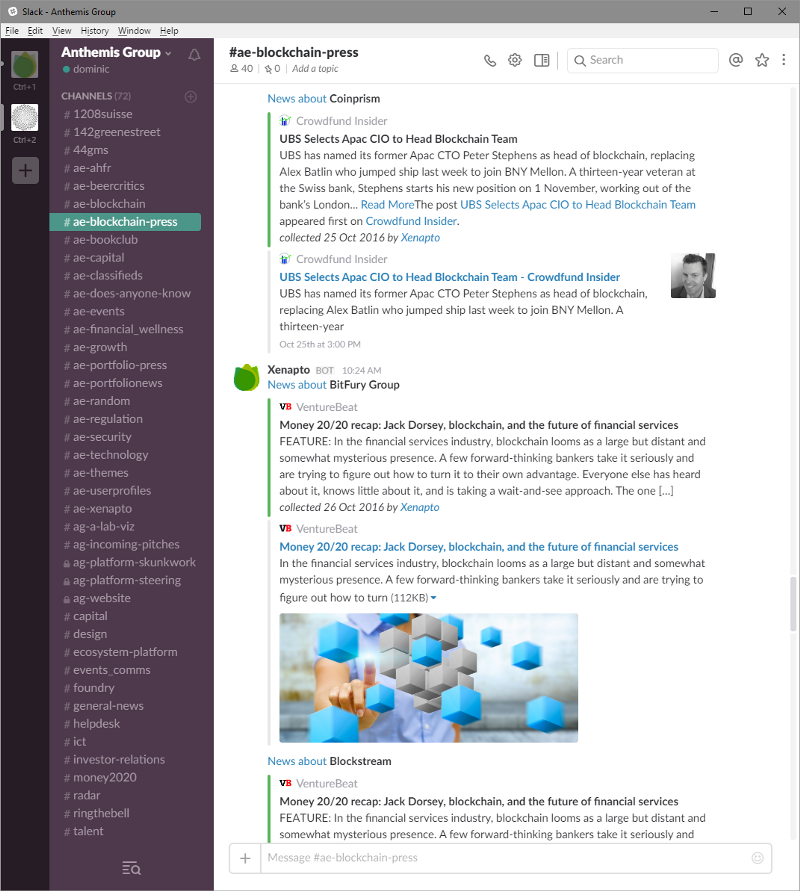 Slack - Anthemis Group
File Edit View History Window Help
Ctrl+1
Ctrl+2
Anthemis Group
dominic
CHANNELS (72)
# 1208suisse
# 142greenestreet
# 44gms
# ae-ahfr
# ae-beercritics
# ae-blockchain
# ae-blockchain-press
# ae-bookclub
# ae-capital
# ae-classifieds
# ae-does-anyone-know
# ae-events
# ae-financial_wellness
# ae-growth
# ae-portfolio-press
# ae-portfolionews
# ae-random
# ae-regulation
# ae-security
# ae-technology
# ae-themes
# ae-userprofiles
# ae-xenapto
# ag-a-lab-viz
# ag-incoming-pitches
ag-platform-skunkwork
ag-platform-steering
ag-website
# capital
# design
# ecosystem-platform
# events_comms
# foundry
# general-news
# helpdesk
# ict
# investor-relations
# money2020
# radar
# ringthebell
# talent
#ae-blockchain-press
40 | 0 | Add a topic
Search
News about Coinprism
Crowdfund Insider
UBS Selects Apac CIO to Head Blockchain Team
UBS has named its former Apac CTO Peter Stephens as head of blockchain, replacing
Alex Batlin who jumped ship last week to join BNY Mellon. A thirteen-year veteran at
the Swiss bank, Stephens starts his new position on 1 November, working out of the
bank's London... Read MoreThe post UBS Selects Apac CIO to Head Blockchain Team
appeared first on Crowdfund Insider.
collected 25 Oct 2016 by Xenapto
Crowdfund Insider
UBS Selects Apac CIO to Head Blockchain Team - Crowdfund Insider
UBS has named its former Apac CTO Peter Stephens as head of blockchain,
replacing Alex Batlin who jumped ship last week to join BNY Mellon. A
thirteen-year
Oct 25th at 3:00 PM
Xenapto BOT 10:24 AM
News about BitFury Group
VB VentureBeat
Money 20/20 recap: Jack Dorsey, blockchain, and the future of financial services
FEATURE: In the financial services industry, blockchain looms as a large but distant and
somewhat mysterious presence. A few forward-thinking bankers take it seriously and
are trying to figure out how to turn it to their own advantage. Everyone else has heard
about it, knows little about it, and is taking a wait-and-see approach. The one [...]
collected 26 Oct 2016 by Xenapto
VB VentureBeat
Money 20/20 recap: Jack Dorsey, blockchain, and the future of financial services
In the financial services industry, blockchain looms as a large but distant and somewhat
mysterious presence. A few forward-thinking bankers take it seriously and are trying to
figure out how to turn (112KB)
News about Blockstream
VB VentureBeat
Money 20/20 recap: Jack Dorsey, blockchain, and the future of financial services
FEATURE: In the financial services industry, blockchain looms as a large but distant and
somewhat mysterious presence. A few forward-thinking bankers take it seriously and
Message #ae-blockchain-press